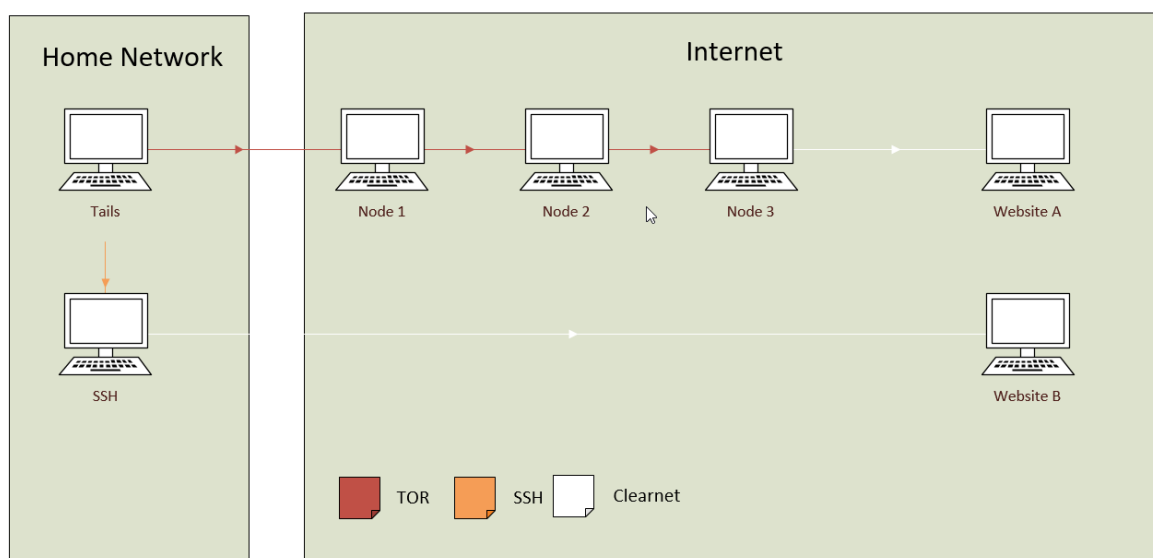 Home Network
Internet
Tails
Node 1
Node 2
Node 3
Website A
SSH
Website B
TOR
SSH
Clearnet